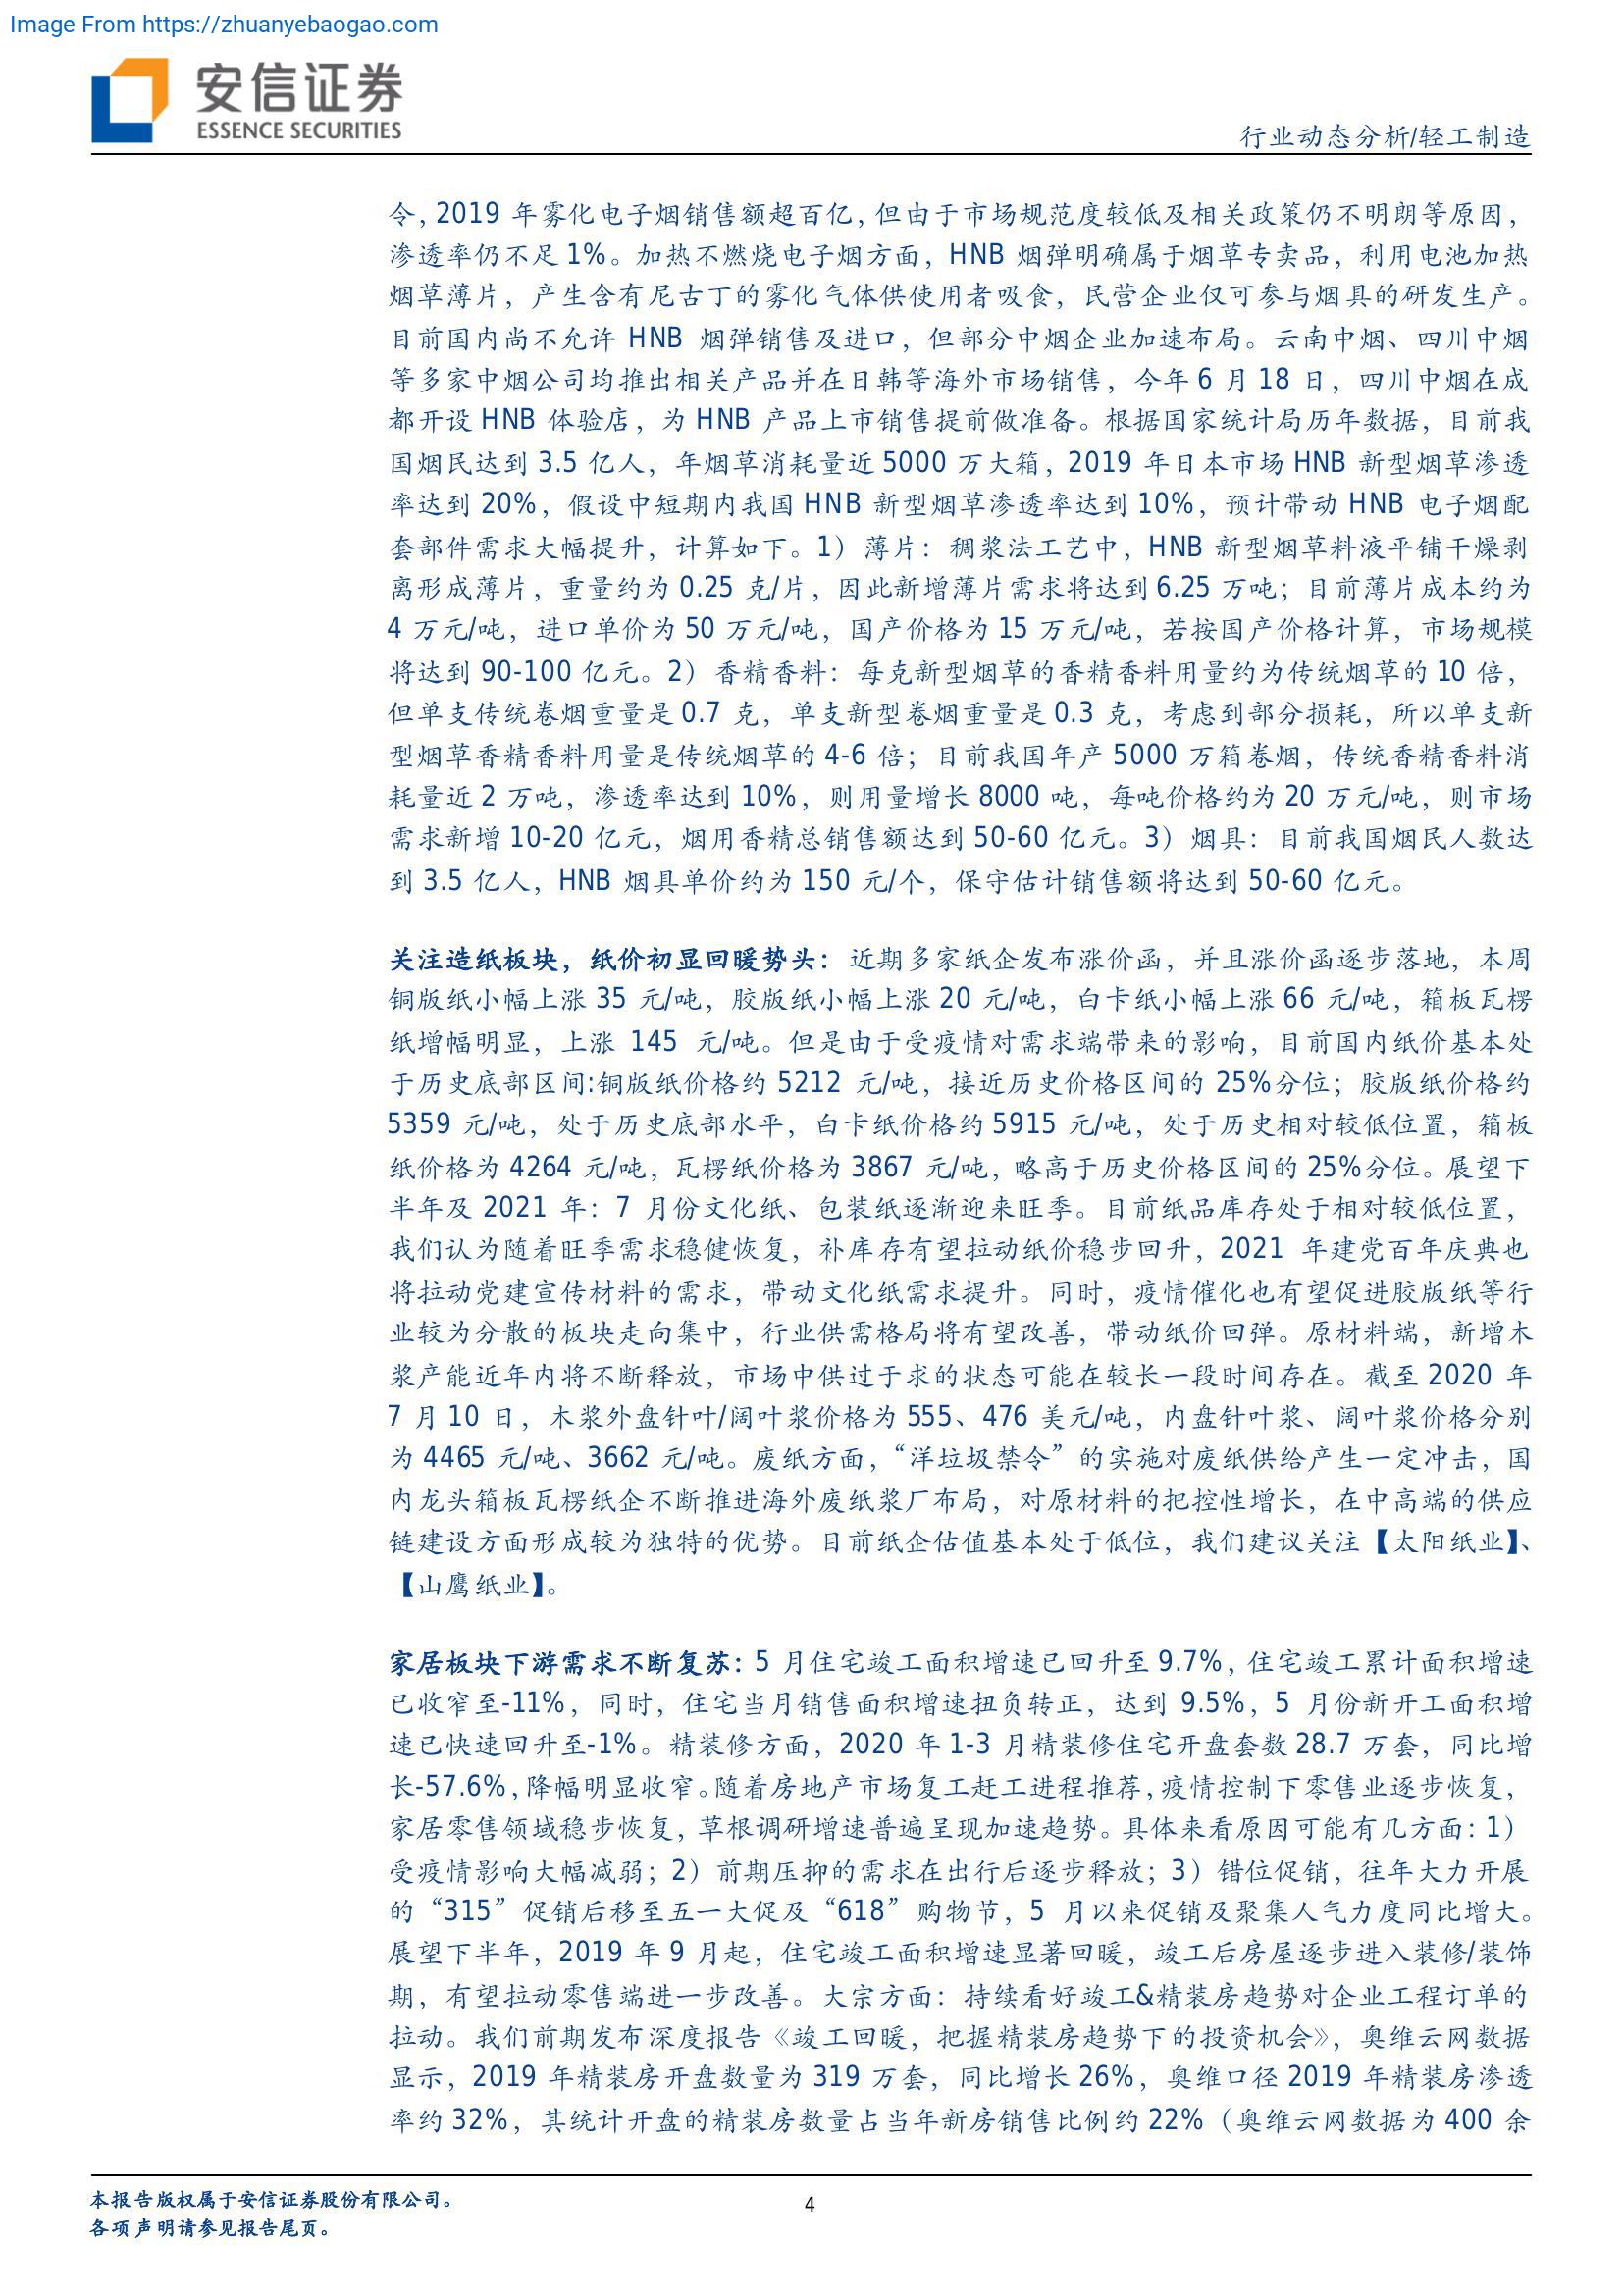 Image From https://zhuanyebaogao.com
安信证券
ESSENCE SECURITIES
行业动态分析/轻工制造
令，2019 年雾化电子烟销售额超百亿，但由于市场规范度较低及相关政策仍不明朗等原因，
渗透率仍不足 1%。加热不燃烧电子烟方面，HNB 烟弹明确属于烟草专卖品，利用电池加热
烟草薄片，产生含有尼古丁的雾化气体供使用者吸食，民营企业仅可参与烟具的研发生产。
目前国内尚不允许 HNB 烟弹销售及进口，但部分中烟企业加速布局。云南中烟、四川中烟
等多家中烟公司均推出相关产品并在日韩等海外市场销售，今年 6 月 18 日，四川中烟在成
都开设 HNB 体验店，为 HNB 产品上市销售提前做准备。根据国家统计局历年数据，目前我
国烟民达到 3.5 亿人，年烟草消耗量近 5000 万大箱，2019 年日本市场 HNB 新型烟草渗透
率达到 20%，假设中短期内我国 HNB 新型烟草渗透率达到 10%，预计带动 HNB 电子烟配
套部件需求大幅提升，计算如下。1）薄片：稠浆法工艺中，HNB 新型烟草料液平铺干燥剥
离形成薄片，重量约为 0.25 克/片，因此新增薄片需求将达到 6.25 万吨；目前薄片成本约为
4 万元/吨，进口单价为 50 万元/吨，国产价格为 15 万元/吨，若按国产价格计算，市场规模
将达到 90-100 亿元。2）香精香料：每克新型烟草的香精香料用量约为传统烟草的 10 倍，
但单支传统卷烟重量是 0.7 克，单支新型卷烟重量是 0.3 克，考虑到部分损耗，所以单支新
型烟草香精香料用量是传统烟草的 4-6 倍；目前我国年产 5000 万箱卷烟，传统香精香料消
耗量近 2 万吨，渗透率达到 10%，则用量增长 8000 吨，每吨价格约为 20 万元/吨，则市场
需求新增 10-20 亿元，烟用香精总销售额达到 50-60 亿元。3）烟具：目前我国烟民人数达
到 3.5 亿人，HNB 烟具单价约为 150 元/个，保守估计销售额将达到 50-60 亿元。
关注造纸板块，纸价初显回暖势头：近期多家纸企发布涨价函，并且涨价函逐步落地，本周
铜版纸小幅上涨 35 元/吨，胶版纸小幅上涨 20 元/吨，白卡纸小幅上涨 66 元/吨，箱板瓦楞
纸增幅明显，上涨 145 元/吨。但是由于受疫情对需求端带来的影响，目前国内纸价基本处
于历史底部区间:铜版纸价格约 5212 元/吨，接近历史价格区间的 25%分位；胶版纸价格约
5359 元/吨，处于历史底部水平，白卡纸价格约 5915 元/吨，处于历史相对较低位置，箱板
纸价格为 4264 元/吨，瓦楞纸价格为 3867 元/吨，略高于历史价格区间的 25%分位。展望下
半年及 2021 年：7 月份文化纸、包装纸逐渐迎来旺季。目前纸品库存处于相对较低位置，
我们认为随着旺季需求稳健恢复，补库存有望拉动纸价稳步回升，2021 年建党百年庆典也
将拉动党建宣传材料的需求，带动文化纸需求提升。同时，疫情催化也有望促进胶版纸等行
业较为分散的板块走向集中，行业供需格局将有望改善，带动纸价回弹。原材料端，新增木
浆产能近年内将不断释放，市场中供过于求的状态可能在较长一段时间存在。截至 2020 年
7 月 10 日，木浆外盘针叶/阔叶浆价格为 555、476 美元/吨，内盘针叶浆、阔叶浆价格分别
为 4465 元/吨、3662 元/吨。废纸方面，“洋垃圾禁令”的实施对废纸供给产生一定冲击，国
内龙头箱板瓦楞纸企不断推进海外废纸浆厂布局，对原材料的把控性增长，在中高端的供应
链建设方面形成较为独特的优势。目前纸企估值基本处于低位，我们建议关注【太阳纸业】、
【山鹰纸业】。
家居板块下游需求不断复苏：5 月住宅竣工面积增速已回升至 9.7%，住宅竣工累计面积增速
已收窄至-11%，同时，住宅当月销售面积增速扭负转正，达到 9.5%，5 月份新开工面积增
速已快速回升至-1%。精装修方面，2020 年 1-3 月精装修住宅开盘套数 28.7 万套，同比增
长-57.6%，降幅明显收窄。随着房地产市场复工赶工进程推荐，疫情控制下零售业逐步恢复，
家居零售领域稳步恢复，草根调研增速普遍呈现加速趋势。具体来看原因可能有几方面：1）
受疫情影响大幅减弱；2）前期压抑的需求在出行后逐步释放；3）错位促销，往年大力开展
的“315”促销后移至五一大促及“618”购物节，5 月以来促销及聚集人气力度同比增大。
展望下半年，2019 年 9 月起，住宅竣工面积增速显著回暖，竣工后房屋逐步进入装修/装饰
期，有望拉动零售端进一步改善。大宗方面：持续看好竣工&精装房趋势对企业工程订单的
拉动。我们前期发布深度报告《竣工回暖，把握精装房趋势下的投资机会》，奥维云网数据
显示，2019 年精装房开盘数量为 319 万套，同比增长 26%，奥维口径 2019 年精装房渗透
率约 32%，其统计开盘的精装房数量占当年新房销售比例约 22%（奥维云网数据为 400 余
本报告版权属于安信证券股份有限公司。
4
各项声明请参见报告尾页。